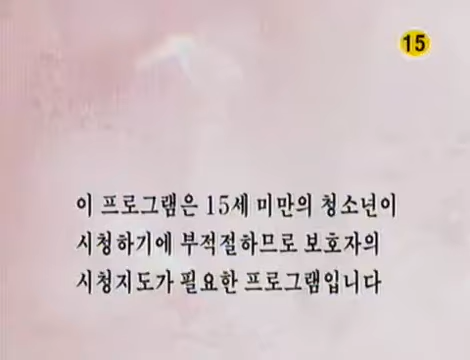 15
이 프로그램은 15세 미만의 청소년이
시청하기에 부적절하므로 보호자의
시청지도가 필요한 프로그램입니다